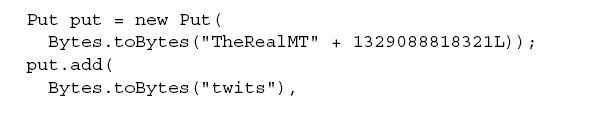 Put put = new Put(
Bytes.toBytes("TheRealMT" + 1329088818321L));
put.add(
Bytes.toBytes("twits"),